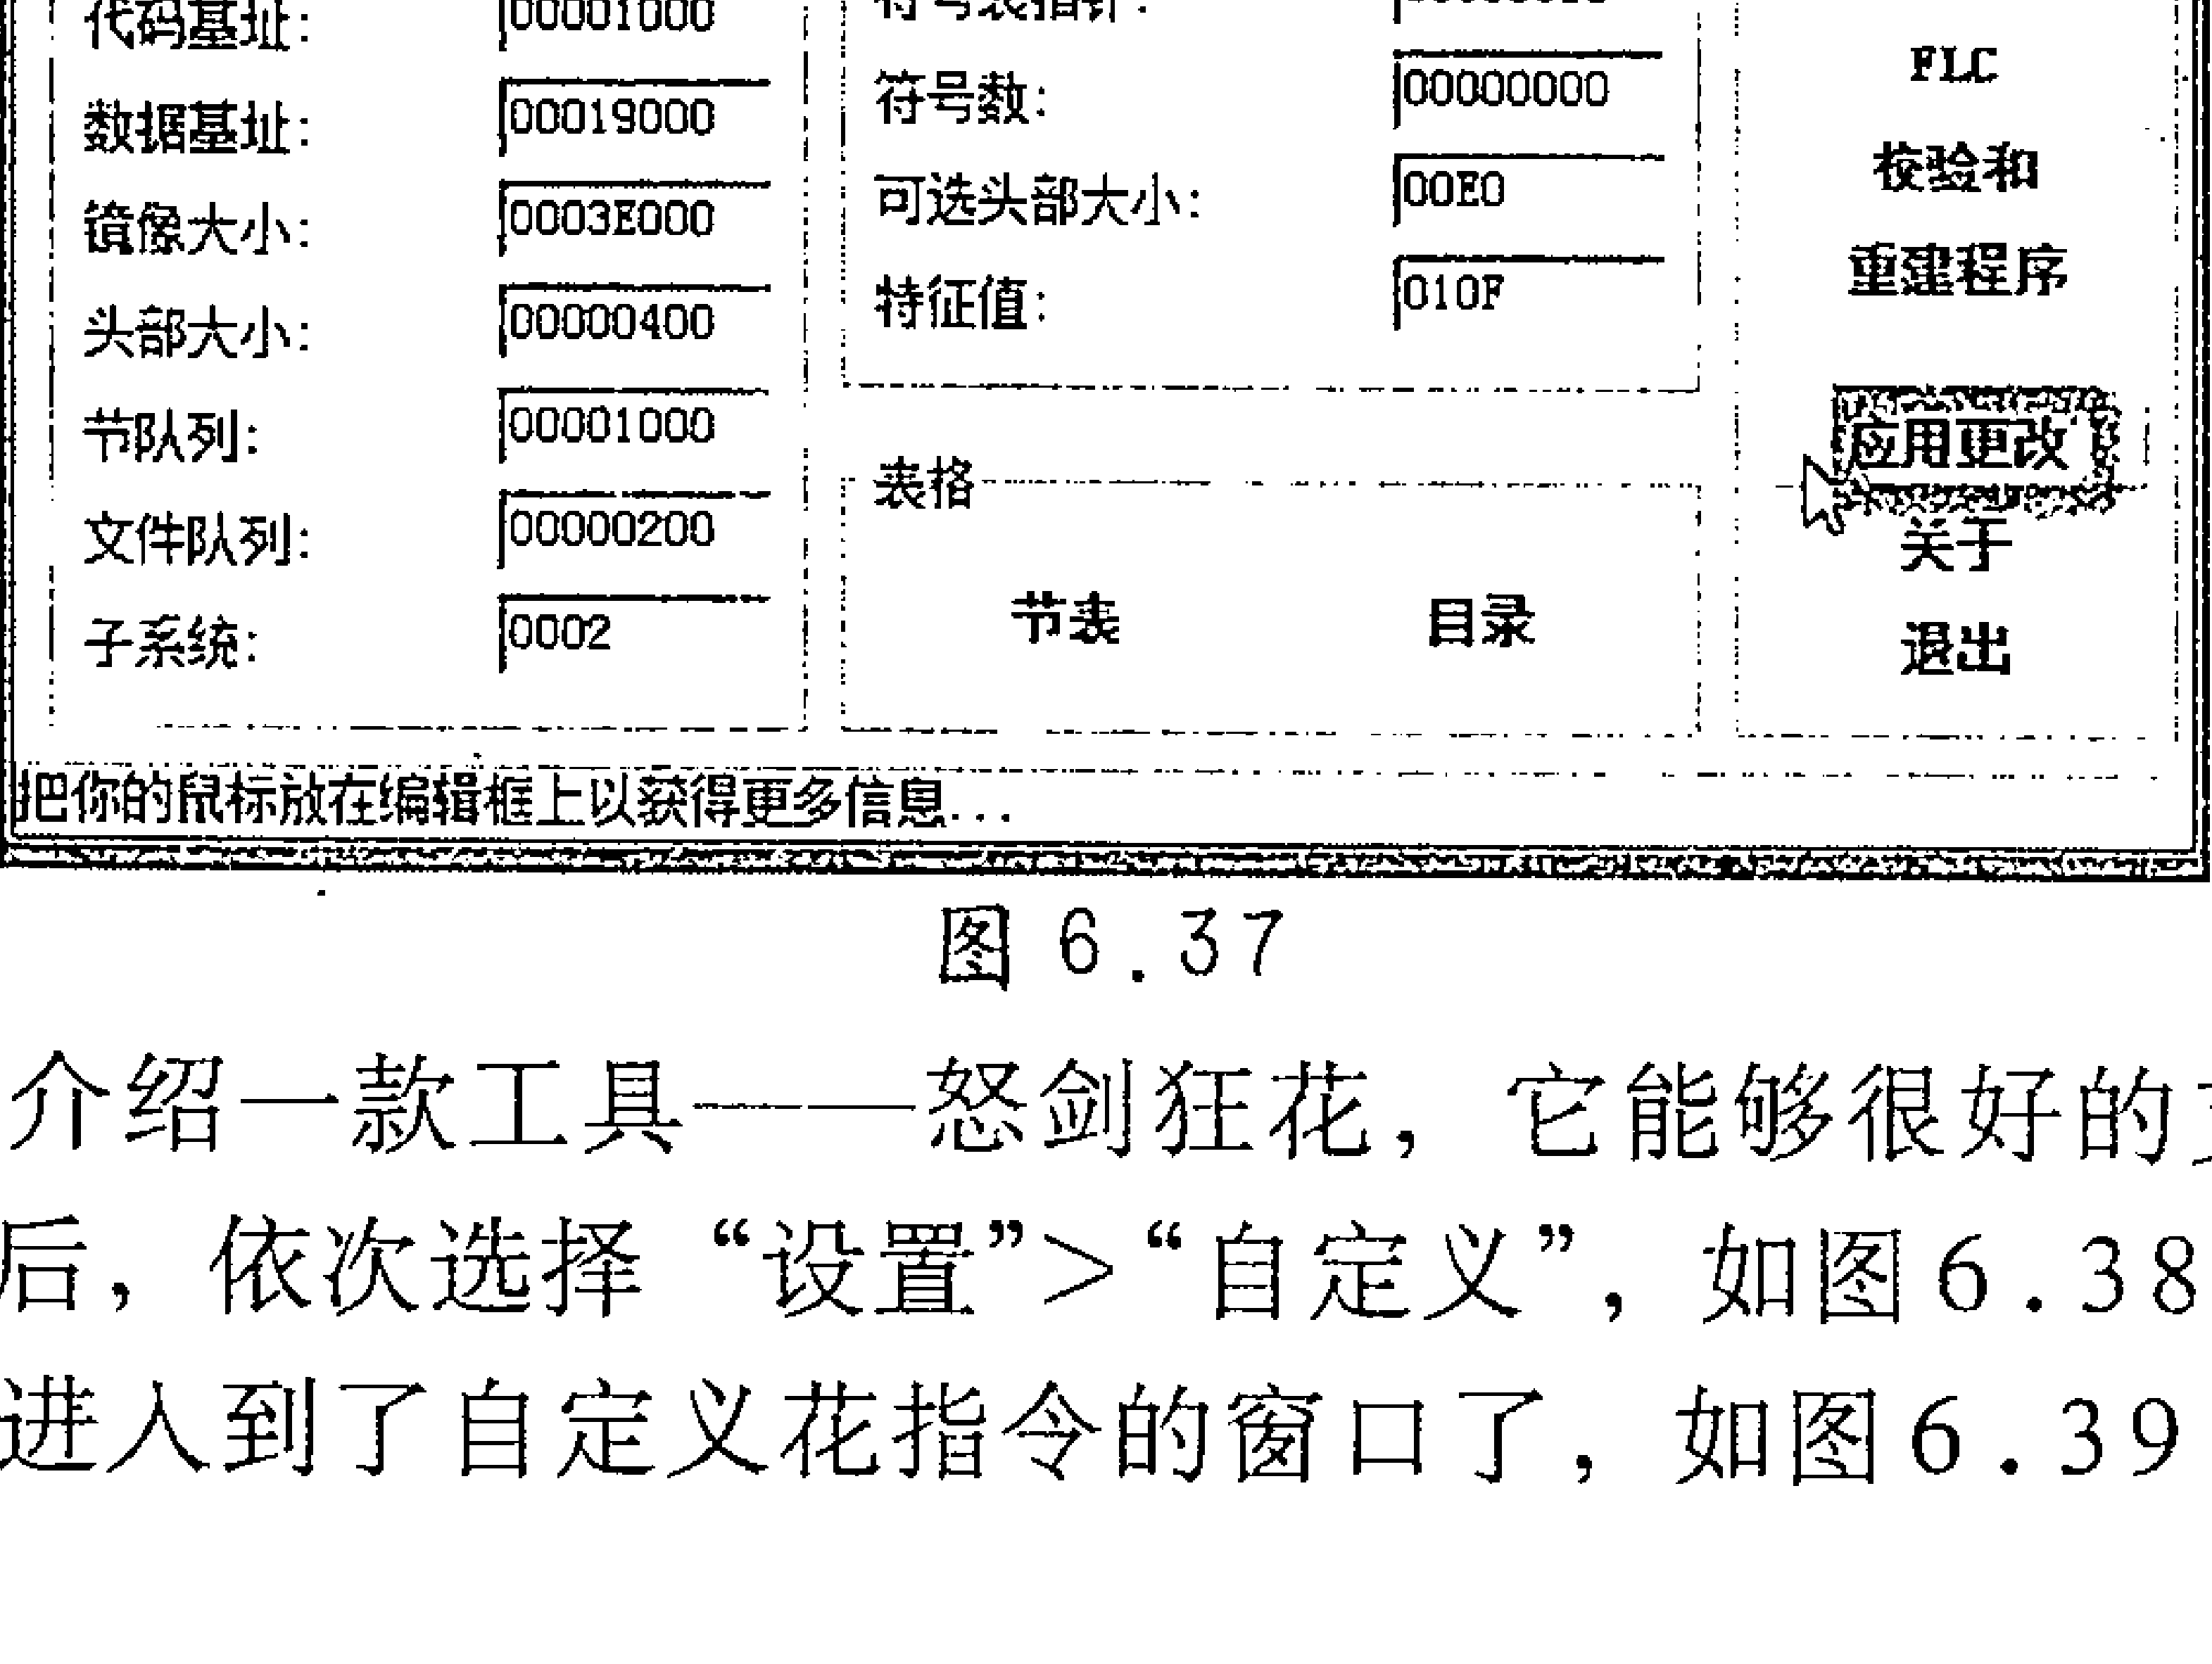 代码基址: 00001000
数据基址: 00019000
镜像大小: 0003E000
头部大小: 00000400
节队列: 00001000
文件队列: 00000200
子系统: 0002
符号表指针:
符号数: 00000000
可选头部大小: 00E0
特征值: 010F
表格
节表 目录
FLC
校验和
重建程序
应用更改
关于
退出
把你的鼠标放在编辑框上以获得更多信息...
图 6.37
介绍一款工具——怒剑狂花，它能够很好的
后，依次选择“设置”>“自定义”，如图6.38
进入到了自定义花指令的窗口了，如图6.39